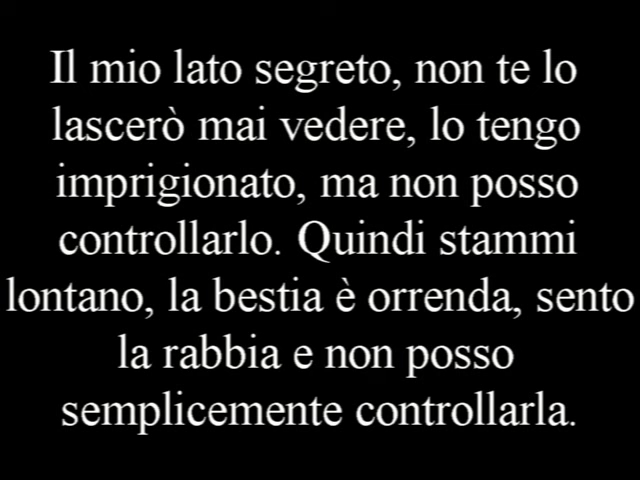 Il mio lato segreto, non te lo
lascerò mai vedere, lo tengo
imprigionato, ma non posso
controllarlo. Quindi stammi
lontano, la bestia è orrenda, sento
la rabbia e non posso
semplicemente controllarla.